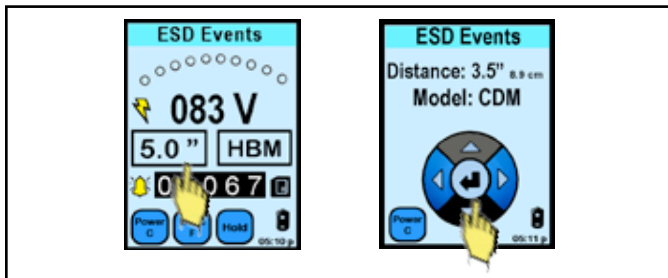 ESD Events
083 V
5.0 ”
HBM
067
Power C
F
Hold
05:10 p
ESD Events
Distance: 3.5” 8.9 cm
Model: CDM
Power C
05:11 p